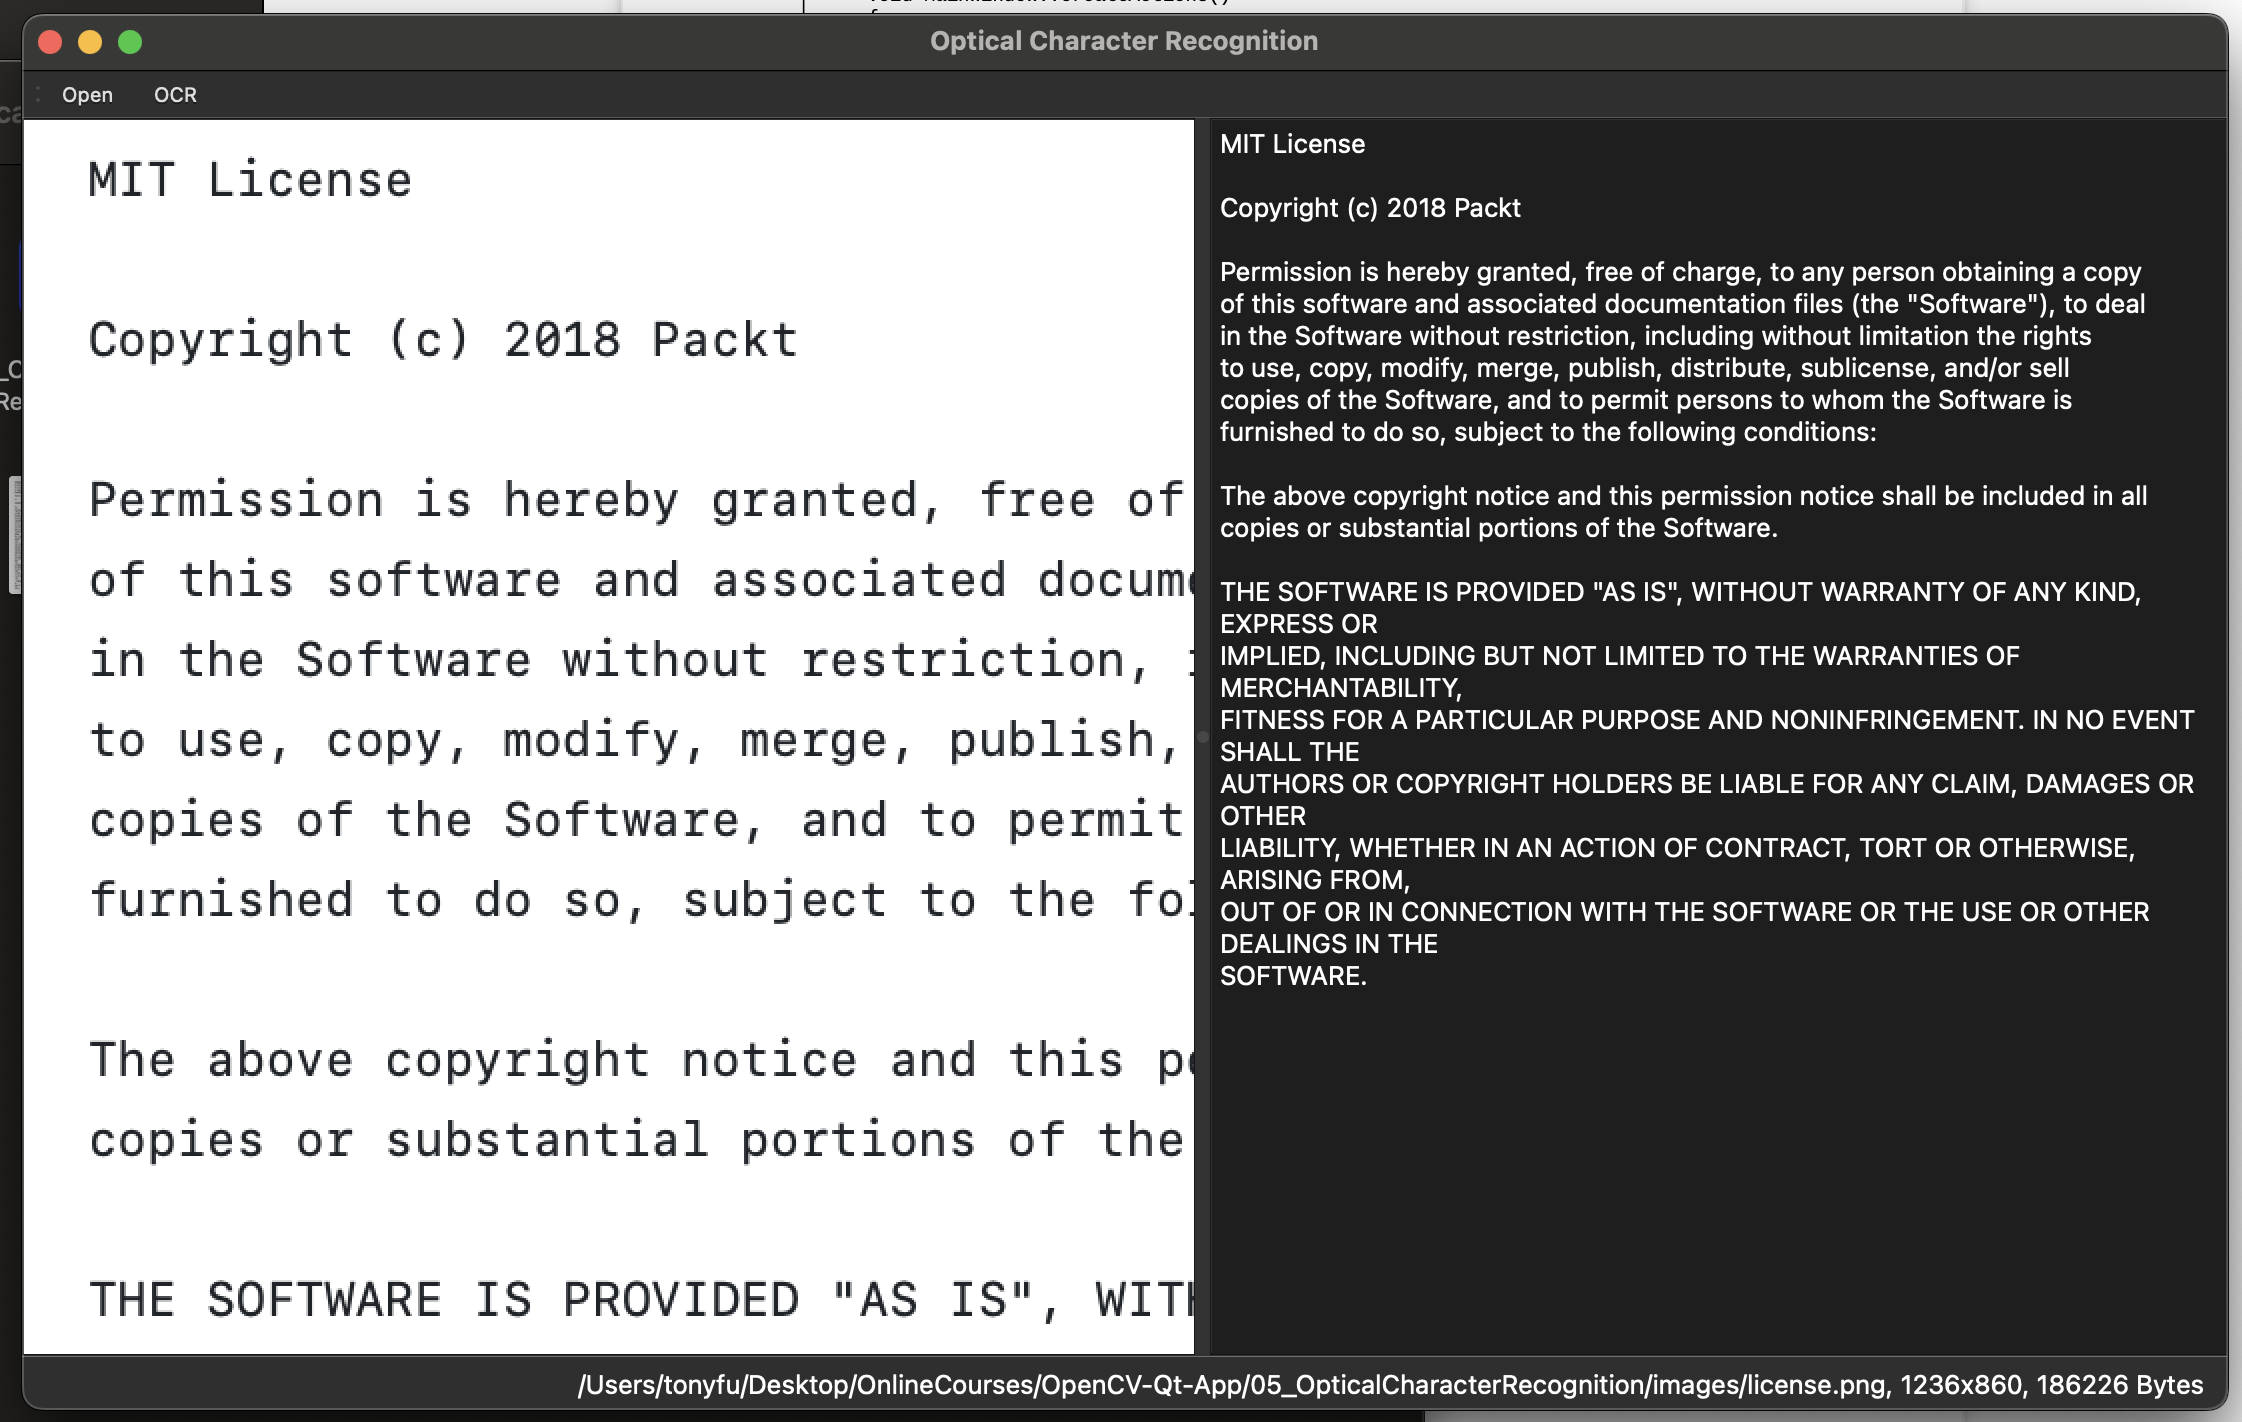 Optical Character Recognition
Open OCR
MIT License
Copyright (c) 2018 Packt
Permission is hereby granted, free of
of this software and associated
in the Software without restriction,
to use, copy, modify, merge, publish,
copies of the Software, and to permit
furnished to do so, subject to the
The above copyright notice and this
copies or substantial portions of the
THE SOFTWARE IS PROVIDED "AS IS",
MIT License
Copyright (c) 2018 Packt
Permission is hereby granted, free of charge, to any person obtaining a copy
of this software and associated documentation files (the "Software"), to deal
in the Software without restriction, including without limitation the rights
to use, copy, modify, merge, publish, distribute, sublicense, and/or sell
copies of the Software, and to permit persons to whom the Software is
furnished to do so, subject to the following conditions:
The above copyright notice and this permission notice shall be included in all
copies or substantial portions of the Software.
THE SOFTWARE IS PROVIDED "AS IS", WITHOUT WARRANTY OF ANY KIND,
EXPRESS OR
IMPLIED, INCLUDING BUT NOT LIMITED TO THE WARRANTIES OF
MERCHANTABILITY,
FITNESS FOR A PARTICULAR PURPOSE AND NONINFRINGEMENT. IN NO EVENT
SHALL THE
AUTHORS OR COPYRIGHT HOLDERS BE LIABLE FOR ANY CLAIM, DAMAGES OR
OTHER
LIABILITY, WHETHER IN AN ACTION OF CONTRACT, TORT OR OTHERWISE,
ARISING FROM,
OUT OF OR IN CONNECTION WITH THE SOFTWARE OR THE USE OR OTHER
DEALINGS IN THE
SOFTWARE.
/Users/tonyfu/Desktop/OnlineCourses/OpenCV-Qt-App/05_OpticalCharacterRecognition/images/license.png, 1236x860, 186226 Bytes